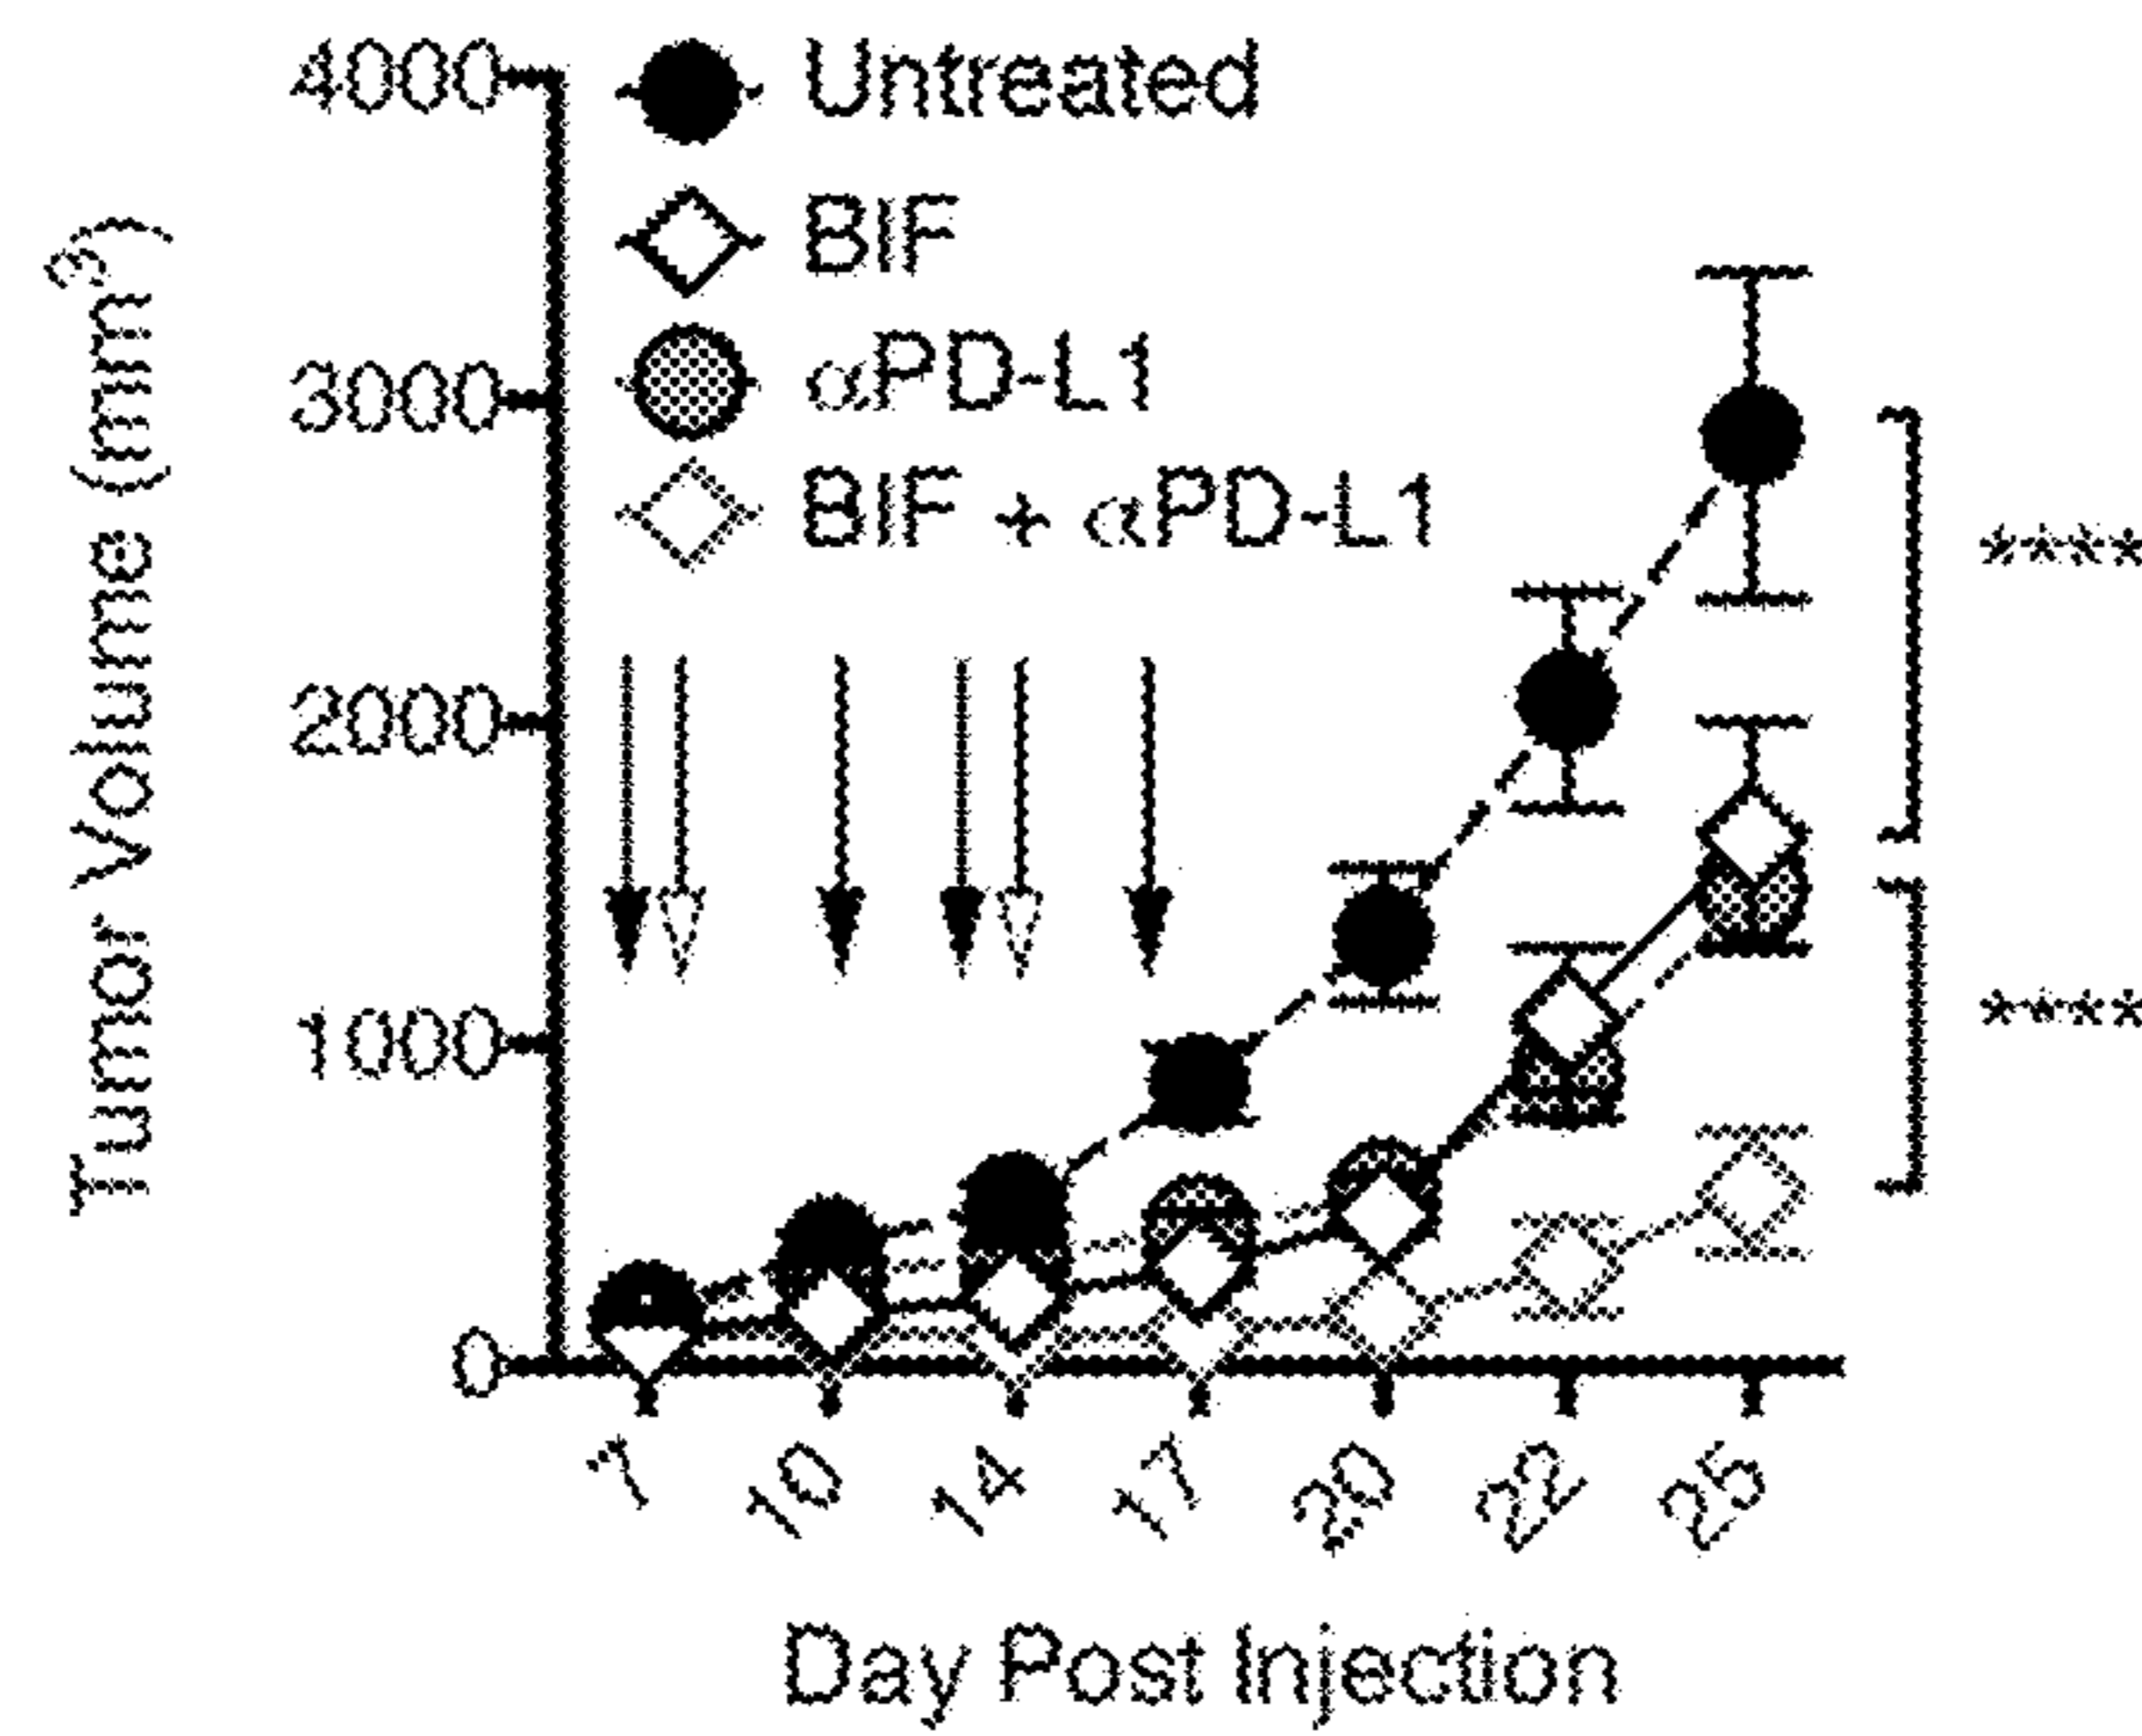 Tumor Volume (mm3)
4000
3000
2000
1000
0
Untreated
BIF
αPD-L1
BIF + αPD-L1
****
****
7
10
14
17
20
22
25
Day Post Injection